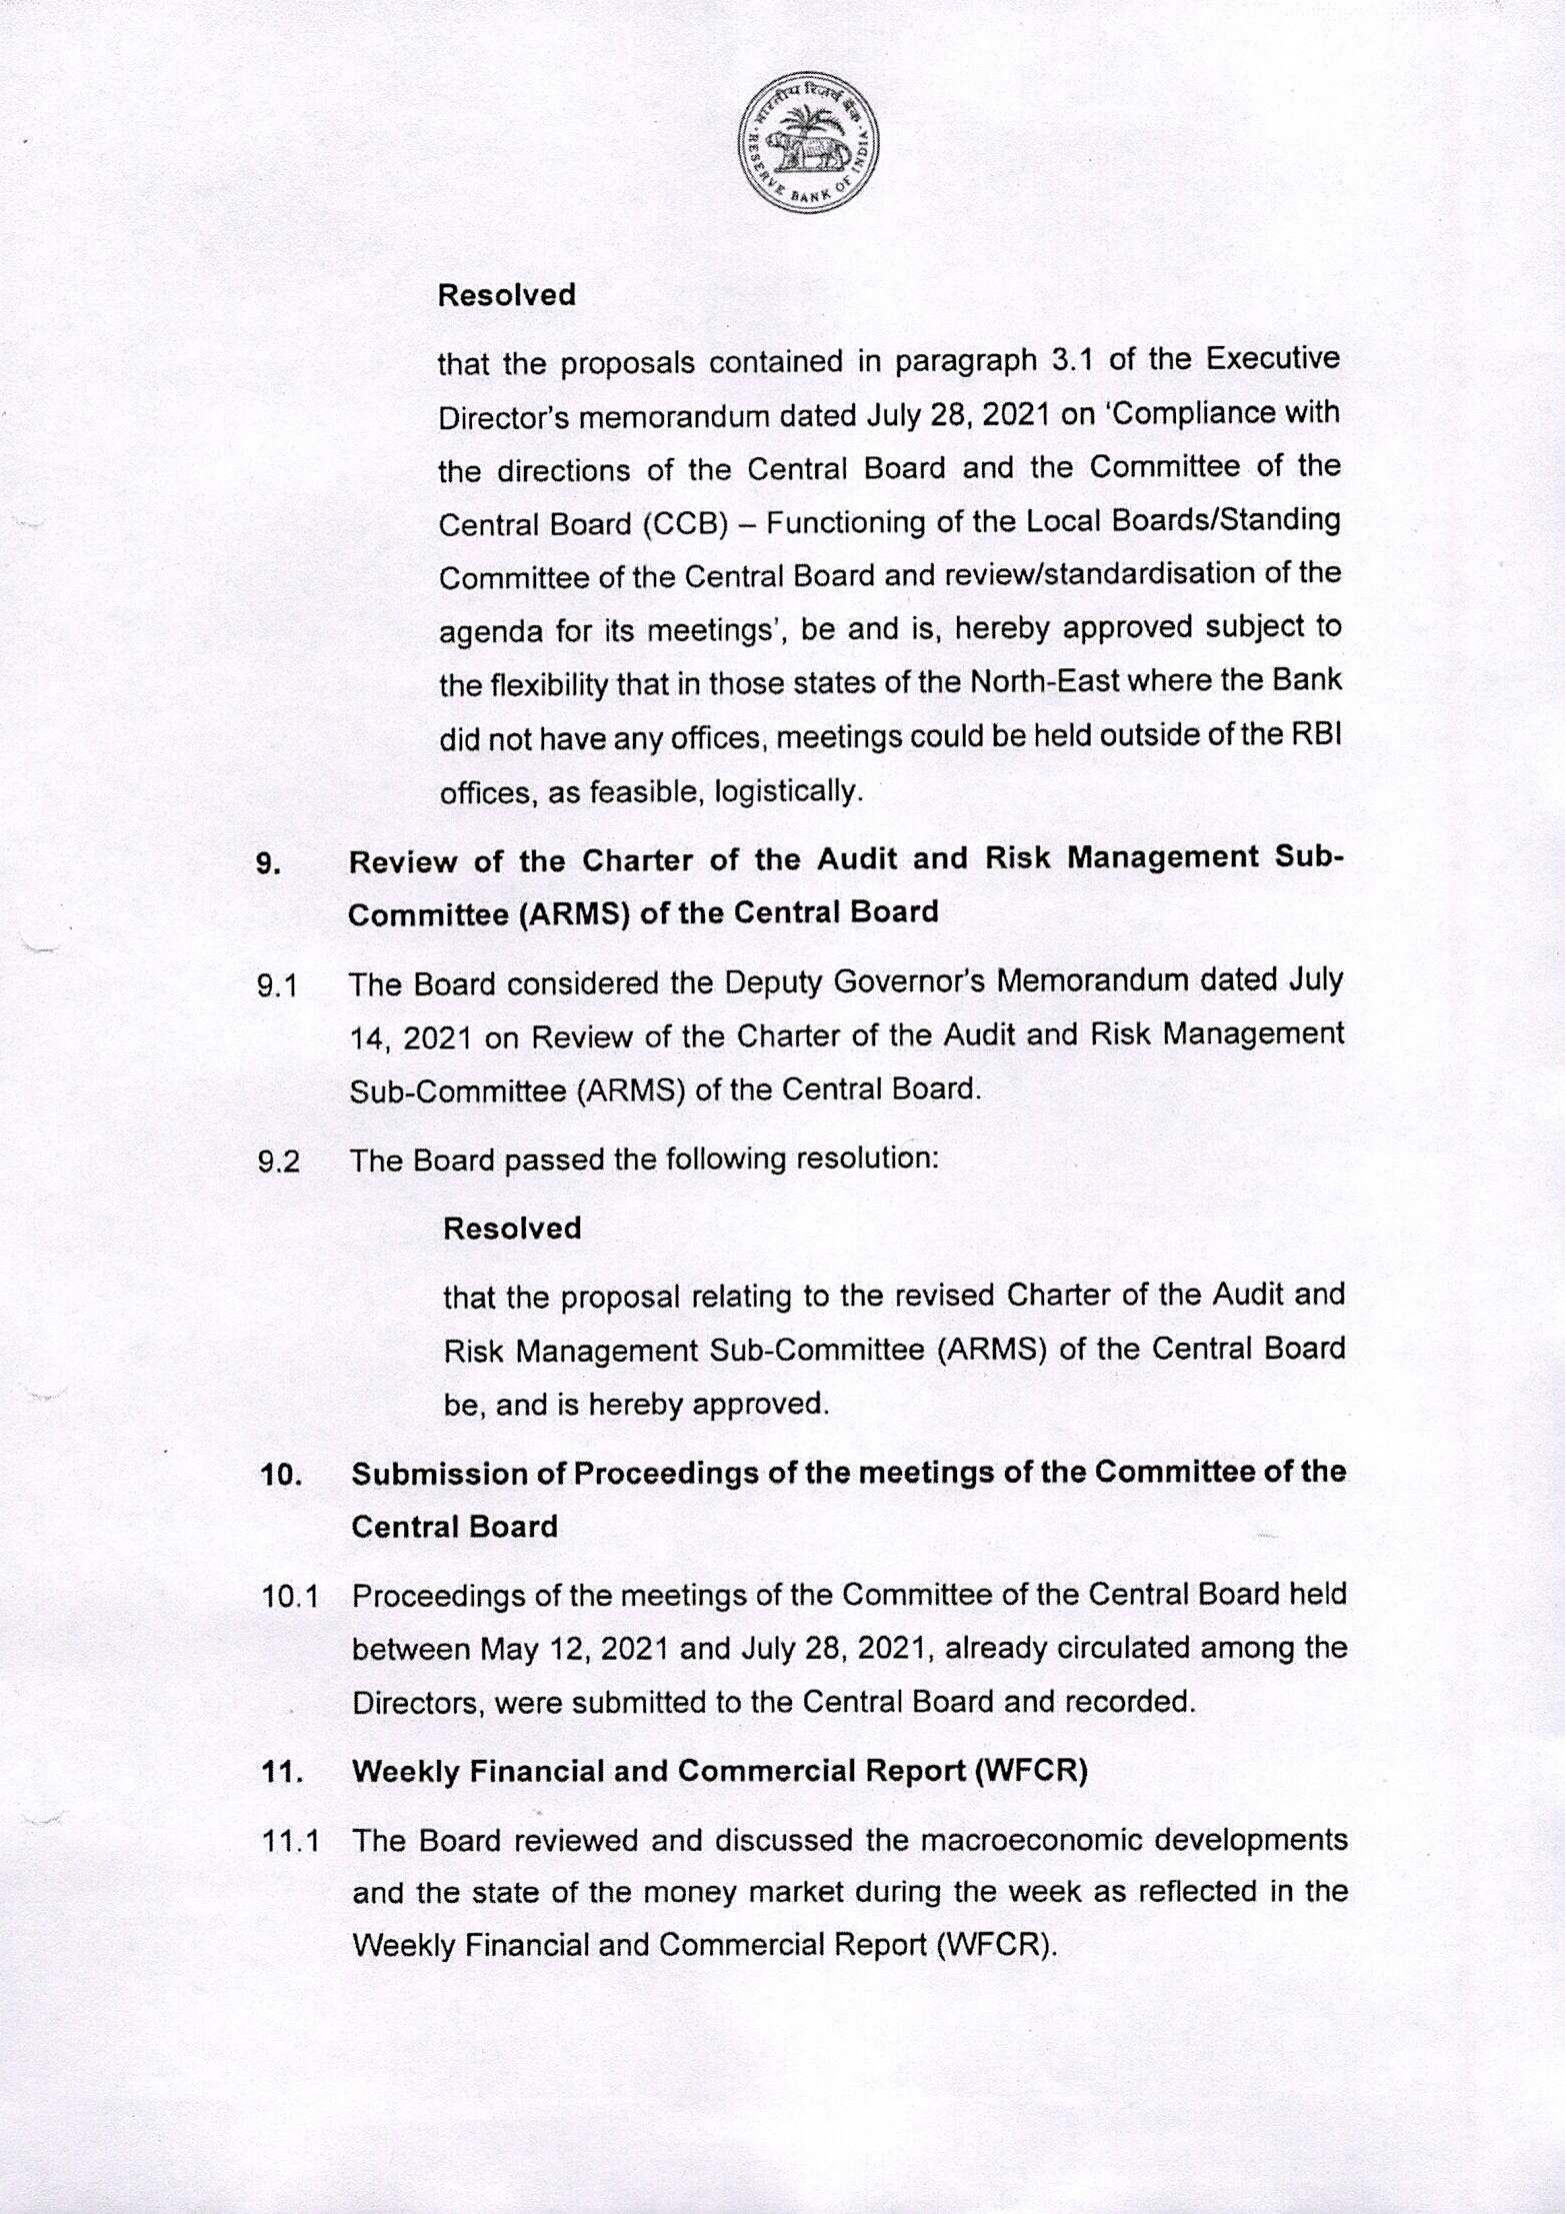 भारतीय रिज़र्व बैंक
RESERVE BANK OF INDIA
Resolved
that the proposals contained in paragraph 3.1 of the Executive
Director's memorandum dated July 28, 2021 on ‘Compliance with
the directions of the Central Board and the Committee of the
Central Board (CCB) – Functioning of the Local Boards/Standing
Committee of the Central Board and review/standardisation of the
agenda for its meetings’, be and is, hereby approved subject to
the flexibility that in those states of the North-East where the Bank
did not have any offices, meetings could be held outside of the RBI
offices, as feasible, logistically.
9. Review of the Charter of the Audit and Risk Management Sub-
Committee (ARMS) of the Central Board
9.1 The Board considered the Deputy Governor's Memorandum dated July
14, 2021 on Review of the Charter of the Audit and Risk Management
Sub-Committee (ARMS) of the Central Board.
9.2 The Board passed the following resolution:
Resolved
that the proposal relating to the revised Charter of the Audit and
Risk Management Sub-Committee (ARMS) of the Central Board
be, and is hereby approved.
10. Submission of Proceedings of the meetings of the Committee of the
Central Board
10.1 Proceedings of the meetings of the Committee of the Central Board held
between May 12, 2021 and July 28, 2021, already circulated among the
Directors, were submitted to the Central Board and recorded.
11. Weekly Financial and Commercial Report (WFCR)
11.1 The Board reviewed and discussed the macroeconomic developments
and the state of the money market during the week as reflected in the
Weekly Financial and Commercial Report (WFCR).